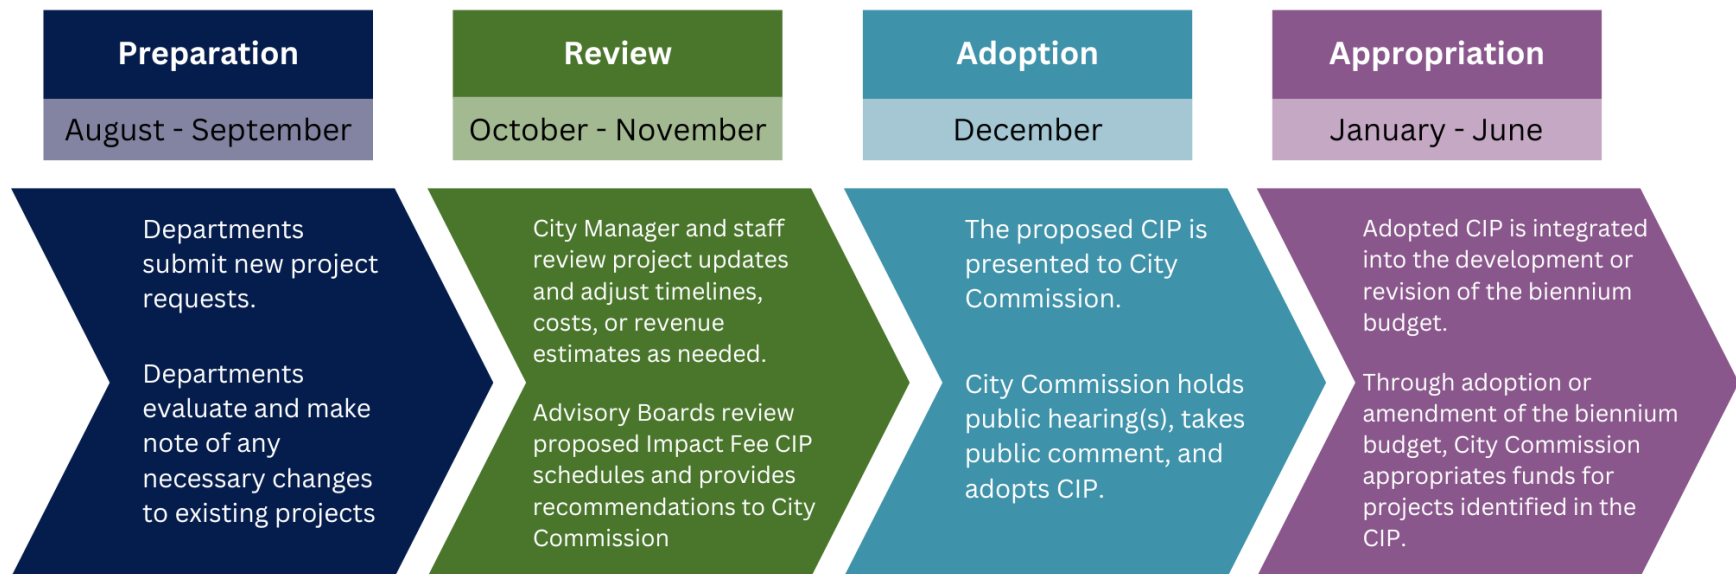 Preparation
August - September
Departments
submit new project
requests.
Departments
evaluate and make
note of any
necessary changes
to existing projects
Review
October - November
City Manager and staff
review project updates
and adjust timelines,
costs, or revenue
estimates as needed.
Advisory Boards review
proposed Impact Fee CIP
schedules and provides
recommendations to City
Commission
Adoption
December
The proposed CIP is
presented to City
Commission.
City Commission holds
public hearing(s), takes
public comment, and
adopts CIP.
Appropriation
January - June
Adopted CIP is integrated
into the development or
revision of the biennium
budget.
Through adoption or
amendment of the biennium
budget, City Commission
appropriates funds for
projects identified in the
CIP.